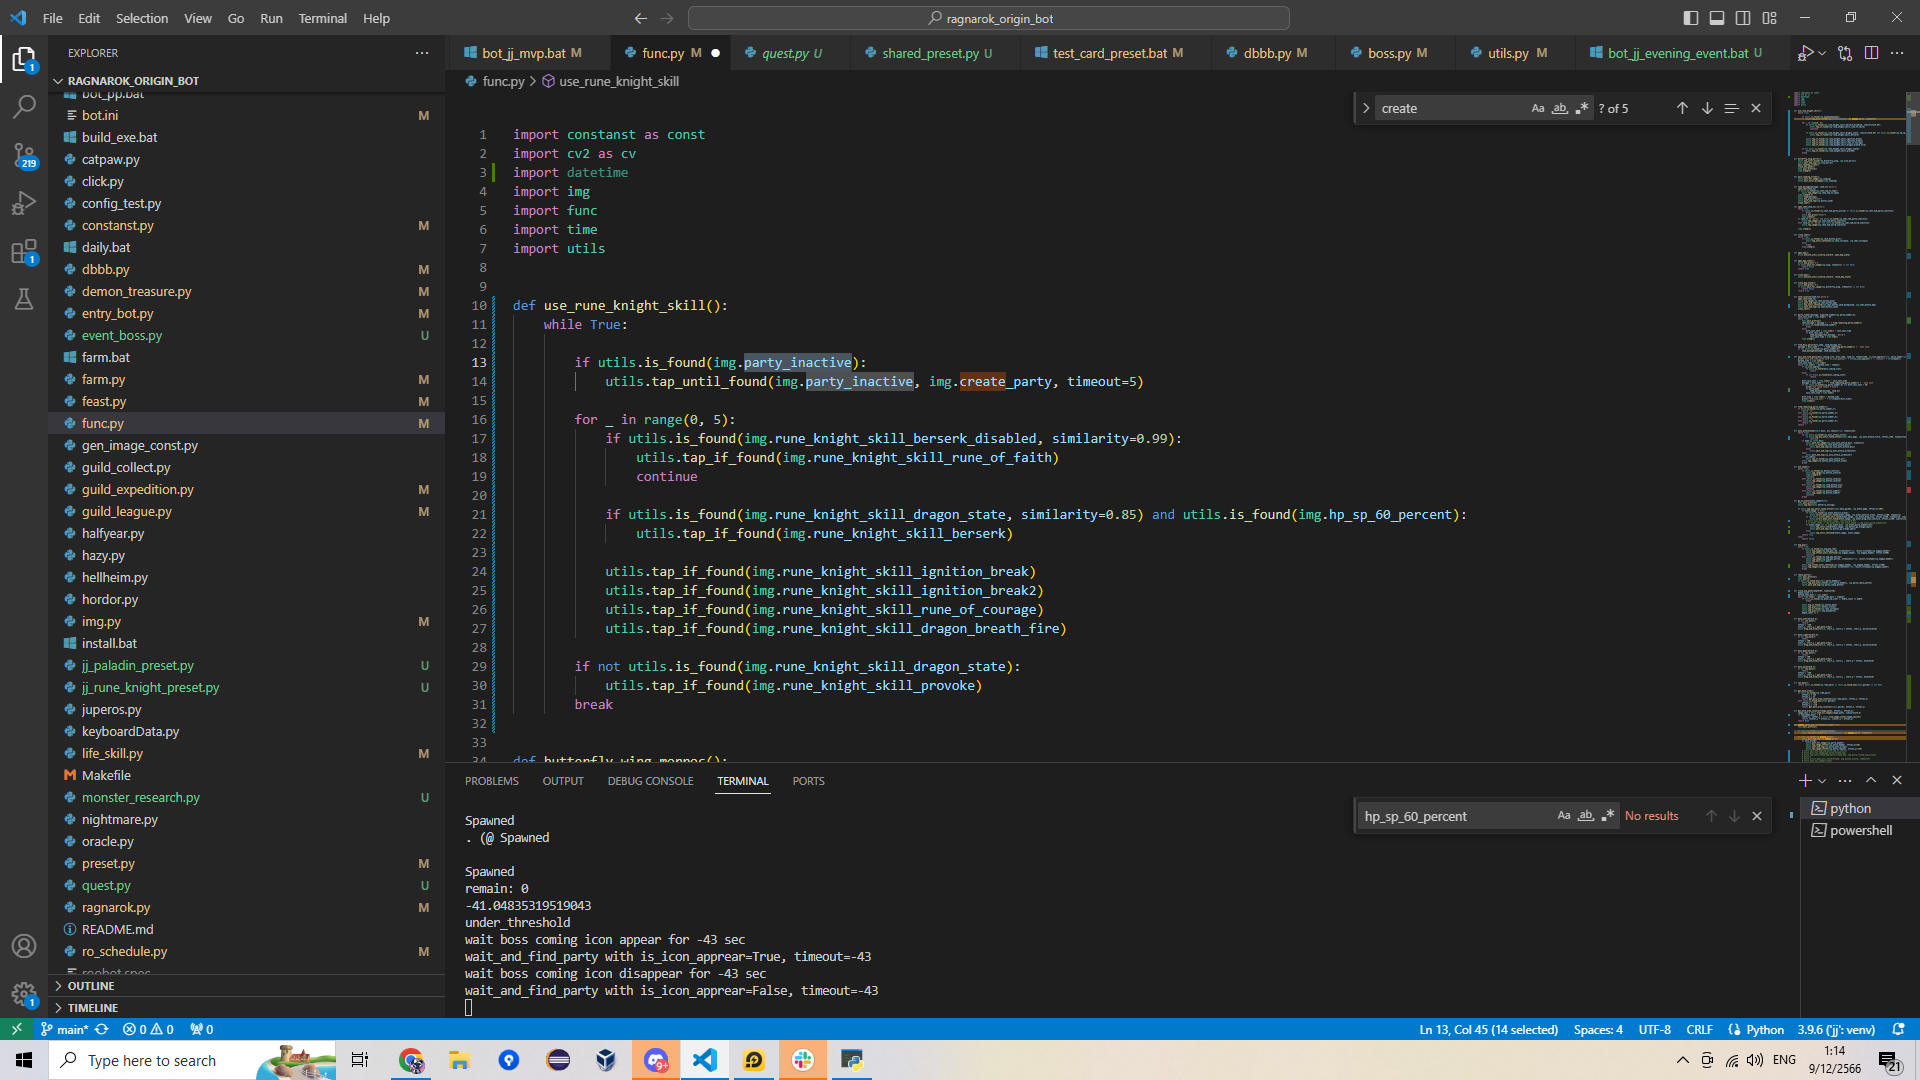 File Edit Selection View Go Run Terminal Help
ragnarok_origin_bot
EXPLORER
bot_jj_mvp.bat M
func.py M
quest.py U
shared_preset.py U
test_card_preset.bat M
dbbb.py M
boss.py M
utils.py M
bot_jj_evening_event.bat U
RAGNAROK_ORIGIN_BOT
func.py > use_rune_knight_skill
create
Aa ab ? of 5
bot_pp.bat
bot.ini M
build_exe.bat
catpaw.py
click.py
config_test.py
constanst.py M
daily.bat
dbbb.py M
demon_treasure.py M
entry_bot.py M
event_boss.py U
farm.bat
farm.py M
feast.py M
func.py M
gen_image_const.py
guild_collect.py
guild_expedition.py M
guild_league.py M
halfyear.py
hazy.py
hellheim.py
hordor.py
img.py M
install.bat
jj_paladin_preset.py U
jj_rune_knight_preset.py U
juperos.py
keyboardData.py
life_skill.py M
Makefile
monster_research.py U
nightmare.py
oracle.py
preset.py M
quest.py U
ragnarok.py M
README.md
ro_schedule.py M
roobot.spec
OUTLINE
TIMELINE
1 import constanst as const
2 import cv2 as cv
3 import datetime
4 import img
5 import func
6 import time
7 import utils
8
9
10 def use_rune_knight_skill():
11 while True:
12
13 if utils.is_found(img.party_inactive):
14 utils.tap_until_found(img.party_inactive, img.create_party, timeout=5)
15
16 for _ in range(0, 5):
17 if utils.is_found(img.rune_knight_skill_berserk_disabled, similarity=0.99):
18 utils.tap_if_found(img.rune_knight_skill_rune_of_faith)
19 continue
20
21 if utils.is_found(img.rune_knight_skill_dragon_state, similarity=0.85) and utils.is_found(img.hp_sp_60_percent):
22 utils.tap_if_found(img.rune_knight_skill_berserk)
23
24 utils.tap_if_found(img.rune_knight_skill_ignition_break)
25 utils.tap_if_found(img.rune_knight_skill_ignition_break2)
26 utils.tap_if_found(img.rune_knight_skill_rune_of_courage)
27 utils.tap_if_found(img.rune_knight_skill_dragon_breath_fire)
28
29 if not utils.is_found(img.rune_knight_skill_dragon_state):
30 utils.tap_if_found(img.rune_knight_skill_provoke)
31 break
32
33
34 def butterfly_wing_morroc():
PROBLEMS OUTPUT DEBUG CONSOLE TERMINAL PORTS
hp_sp_60_percent
Aa ab No results
python
powershell
Spawned
. (@ Spawned
Spawned
remain: 0
-41.04835319519043
under_threshold
wait boss coming icon appear for -43 sec
wait_and_find_party with is_icon_apprear=True, timeout=-43
wait boss coming icon disappear for -43 sec
wait_and_find_party with is_icon_apprear=False, timeout=-43
1
219
1
1
main* 0 0 0
Ln 13, Col 45 (14 selected) Spaces: 4 UTF-8 CRLF Python 3.9.6 ('jj': venv)
Type here to search
9+
ENG
1:14
9/12/2566
21